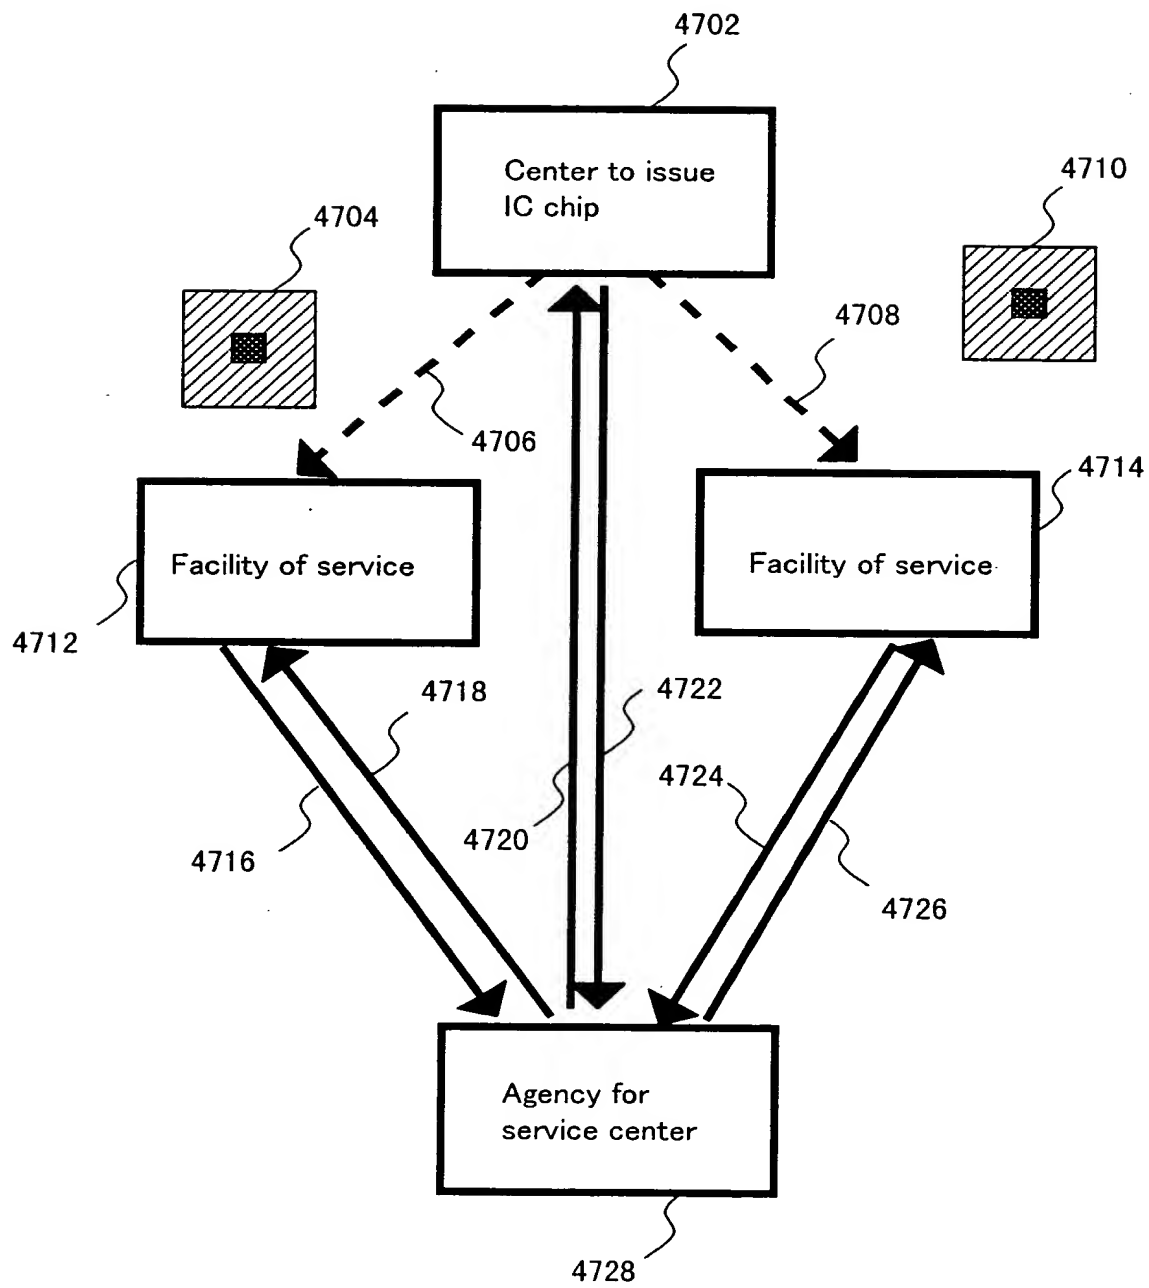 4702
Center to issue
IC chip
4710
4704
4708
4706
4714
Facility of service
Facility of service
4712
4718
4722
4724
4720
4716
4726
Agency for
service center
4728